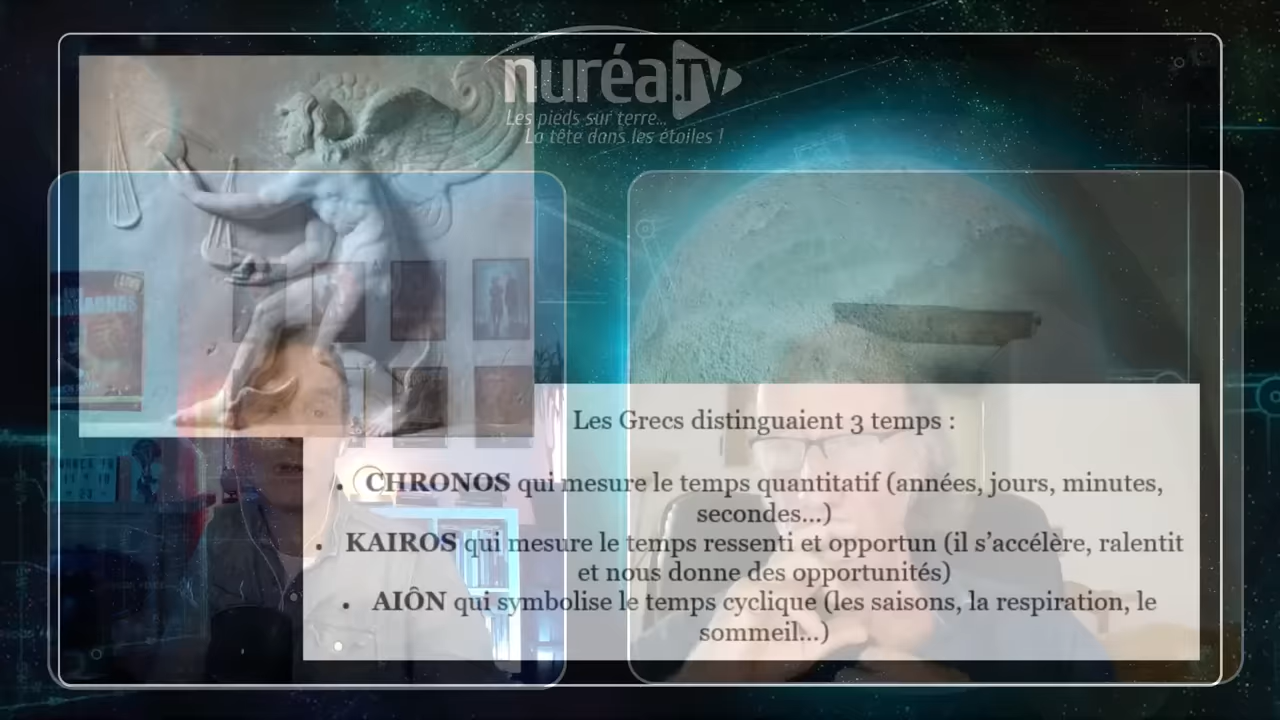 nuréa.TV
Les pieds sur terre...
La tête dans les étoiles !
Les Grecs distinguaient 3 temps :
• CHRONOS qui mesure le temps quantitatif (années, jours, minutes,
secondes...)
• KAIROS qui mesure le temps ressenti et opportun (il s’accélère, ralentit
et nous donne des opportunités)
• AIÔN qui symbolise le temps cyclique (les saisons, la respiration, le
sommeil...)